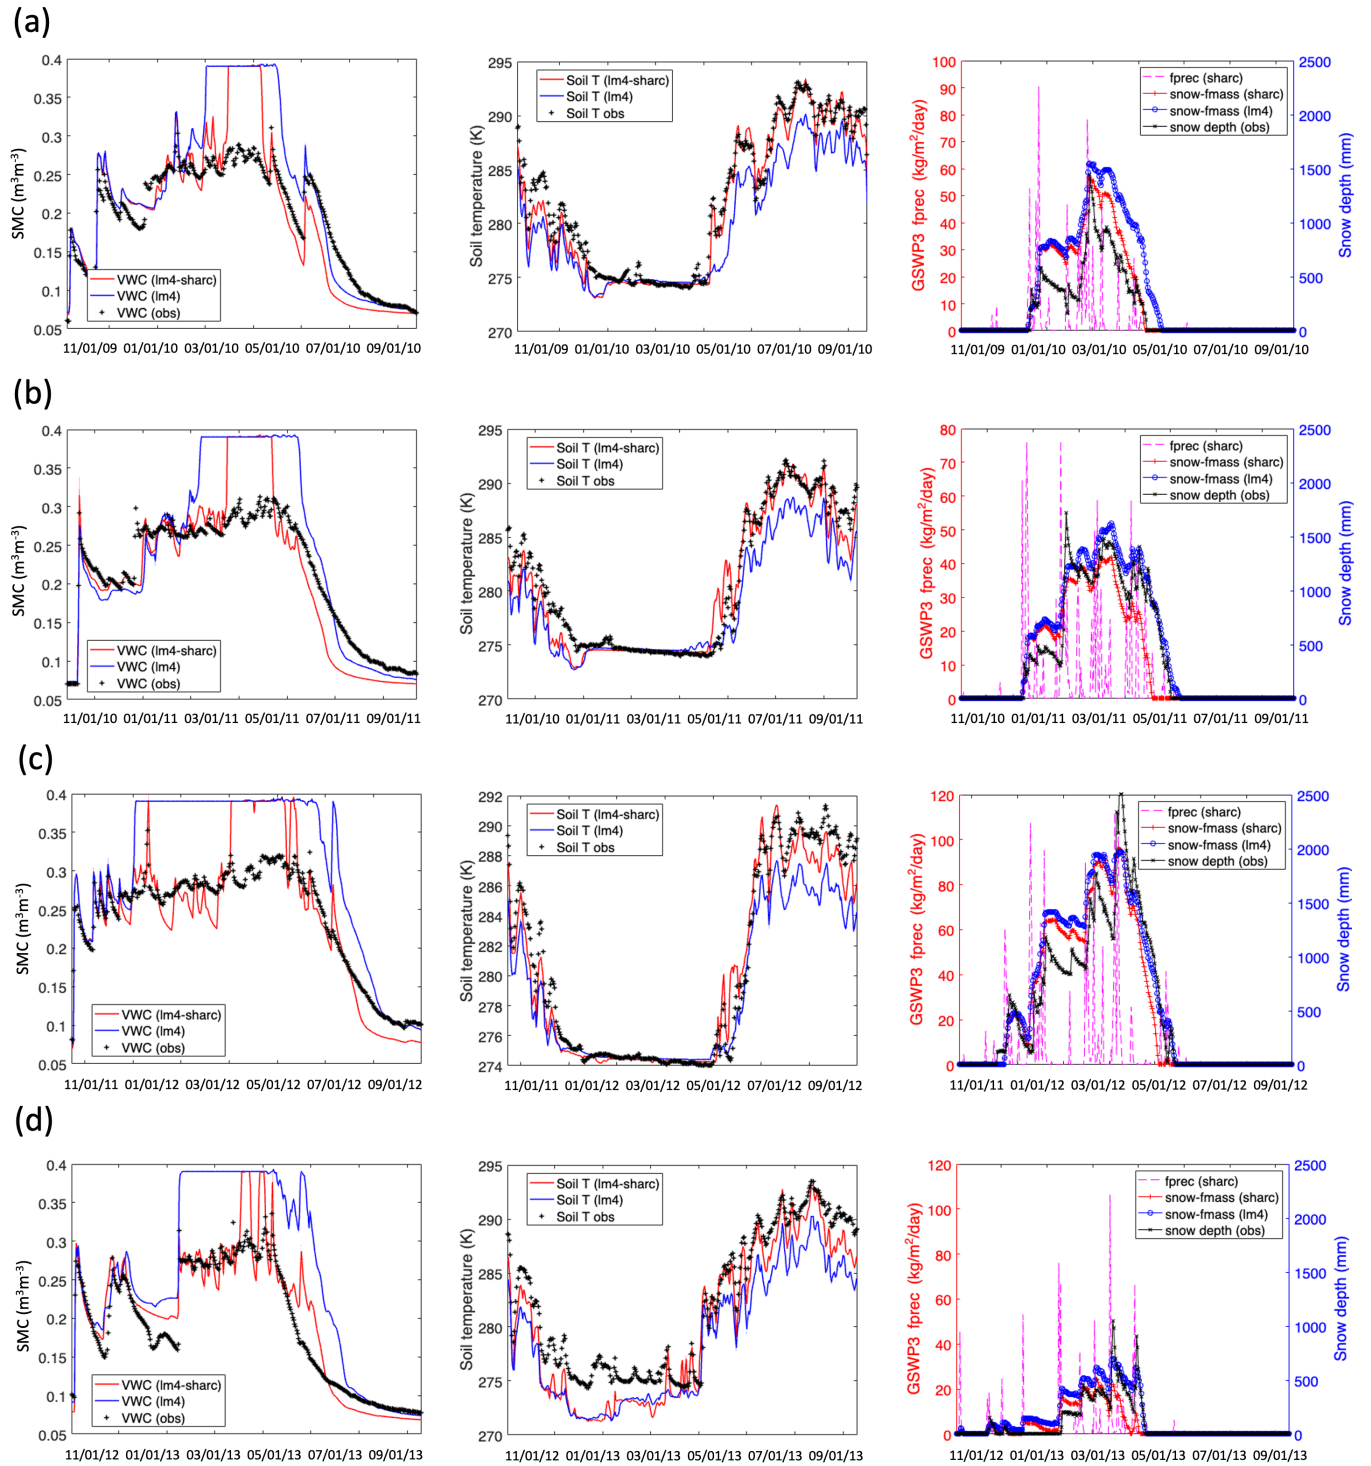 (a)
0.4
0.35
0.3
0.25
0.2
0.15
0.1
0.05
SMC (m³m⁻³)
VWC (lm4-sharc)
VWC (lm4)
VWC (obs)
11/01/09 01/01/10 03/01/10 05/01/10 07/01/10 09/01/10
295
290
285
280
275
270
Soil temperature (K)
Soil T (lm4-sharc)
Soil T (lm4)
Soil T obs
11/01/09 01/01/10 03/01/10 05/01/10 07/01/10 09/01/10
100
90
80
70
60
50
40
30
20
10
0
GSWP3 fprec (kg/m²/day)
fprec (sharc)
snow-fmass (sharc)
snow-fmass (lm4)
snow depth (obs)
2500
2000
1500
1000
500
0
Snow depth (mm)
11/01/09 01/01/10 03/01/10 05/01/10 07/01/10 09/01/10
(b)
0.4
0.35
0.3
0.25
0.2
0.15
0.1
0.05
SMC (m³m⁻³)
VWC (lm4-sharc)
VWC (lm4)
VWC (obs)
11/01/10 01/01/11 03/01/11 05/01/11 07/01/11 09/01/11
295
290
285
280
275
270
Soil temperature (K)
Soil T (lm4-sharc)
Soil T (lm4)
Soil T obs
11/01/10 01/01/11 03/01/11 05/01/11 07/01/11 09/01/11
80
70
60
50
40
30
20
10
0
GSWP3 fprec (kg/m²/day)
fprec (sharc)
snow-fmass (sharc)
snow-fmass (lm4)
snow depth (obs)
2500
2000
1500
1000
500
0
Snow depth (mm)
11/01/10 01/01/11 03/01/11 05/01/11 07/01/11 09/01/11
(c)
0.4
0.35
0.3
0.25
0.2
0.15
0.1
0.05
SMC (m³m⁻³)
VWC (lm4-sharc)
VWC (lm4)
VWC (obs)
11/01/11 01/01/12 03/01/12 05/01/12 07/01/12 09/01/12
292
290
288
286
284
282
280
278
276
274
Soil temperature (K)
Soil T (lm4-sharc)
Soil T (lm4)
Soil T obs
11/01/11 01/01/12 03/01/12 05/01/12 07/01/12 09/01/12
120
100
80
60
40
20
0
GSWP3 fprec (kg/m²/day)
fprec (sharc)
snow-fmass (sharc)
snow-fmass (lm4)
snow depth (obs)
2500
2000
1500
1000
500
0
Snow depth (mm)
11/01/11 01/01/12 03/01/12 05/01/12 07/01/12 09/01/12
(d)
0.4
0.35
0.3
0.25
0.2
0.15
0.1
0.05
SMC (m³m⁻³)
VWC (lm4-sharc)
VWC (lm4)
VWC (obs)
11/01/12 01/01/13 03/01/13 05/01/13 07/01/13 09/01/13
295
290
285
280
275
270
Soil temperature (K)
Soil T (lm4-sharc)
Soil T (lm4)
Soil T obs
11/01/12 01/01/13 03/01/13 05/01/13 07/01/13 09/01/13
120
100
80
60
40
20
0
GSWP3 fprec (kg/m²/day)
fprec (sharc)
snow-fmass (sharc)
snow-fmass (lm4)
snow depth (obs)
2500
2000
1500
1000
500
0
Snow depth (mm)
11/01/12 01/01/13 03/01/13 05/01/13 07/01/13 09/01/13